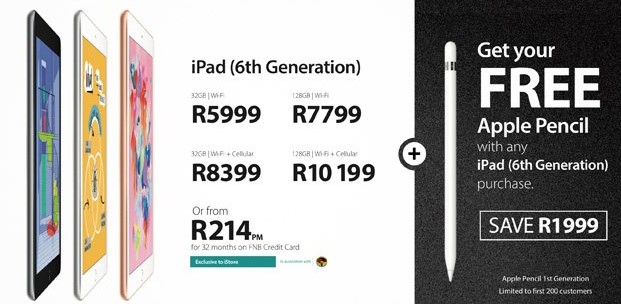 iPad (6th Generation)
32GB | Wi-Fi
128GB | Wi-Fi
R5999
R7799
32GB | Wi-Fi + Cellular
128GB | Wi-Fi + Cellular
R8399
R10 199
Or from
R214PM
for 32 months on FNB Credit Card
Exclusive to iStore
in association with
+
Get your
FREE
Apple Pencil
with any
iPad (6th Generation)
purchase.
SAVE R1999
Apple Pencil 1st Generation
Limited to first 200 customers